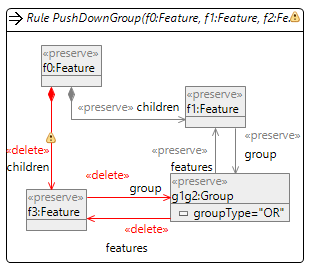 Rule PushDownGroup(f0:Feature, f1:Feature, f2:Fe
«preserve»
f0:Feature
«preserve» children
«preserve»
f1:Feature
«delete»
children
«preserve»
features
«preserve»
group
«delete»
group
«preserve»
f3:Feature
«preserve»
g1g2:Group
groupType="OR"
«delete»
features